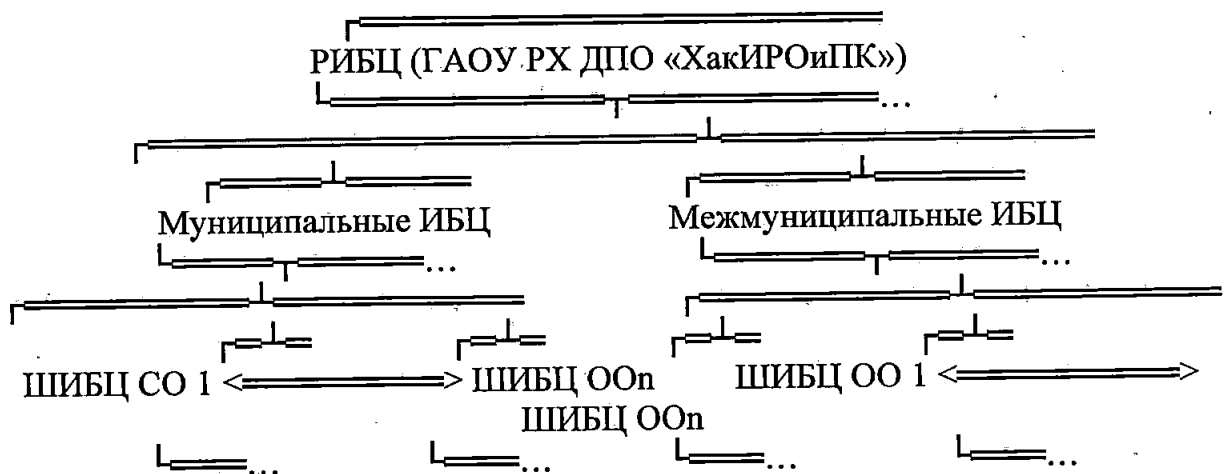 РИБЦ (ГАОУ РХ ДПО «ХакИРОиПК»)
Муниципальные ИБЦ Межмуниципальные ИБЦ
ШИБЦ СО 1 <======> ШИБЦ ООn ШИБЦ ОО 1 <======>
ШИБЦ ООn